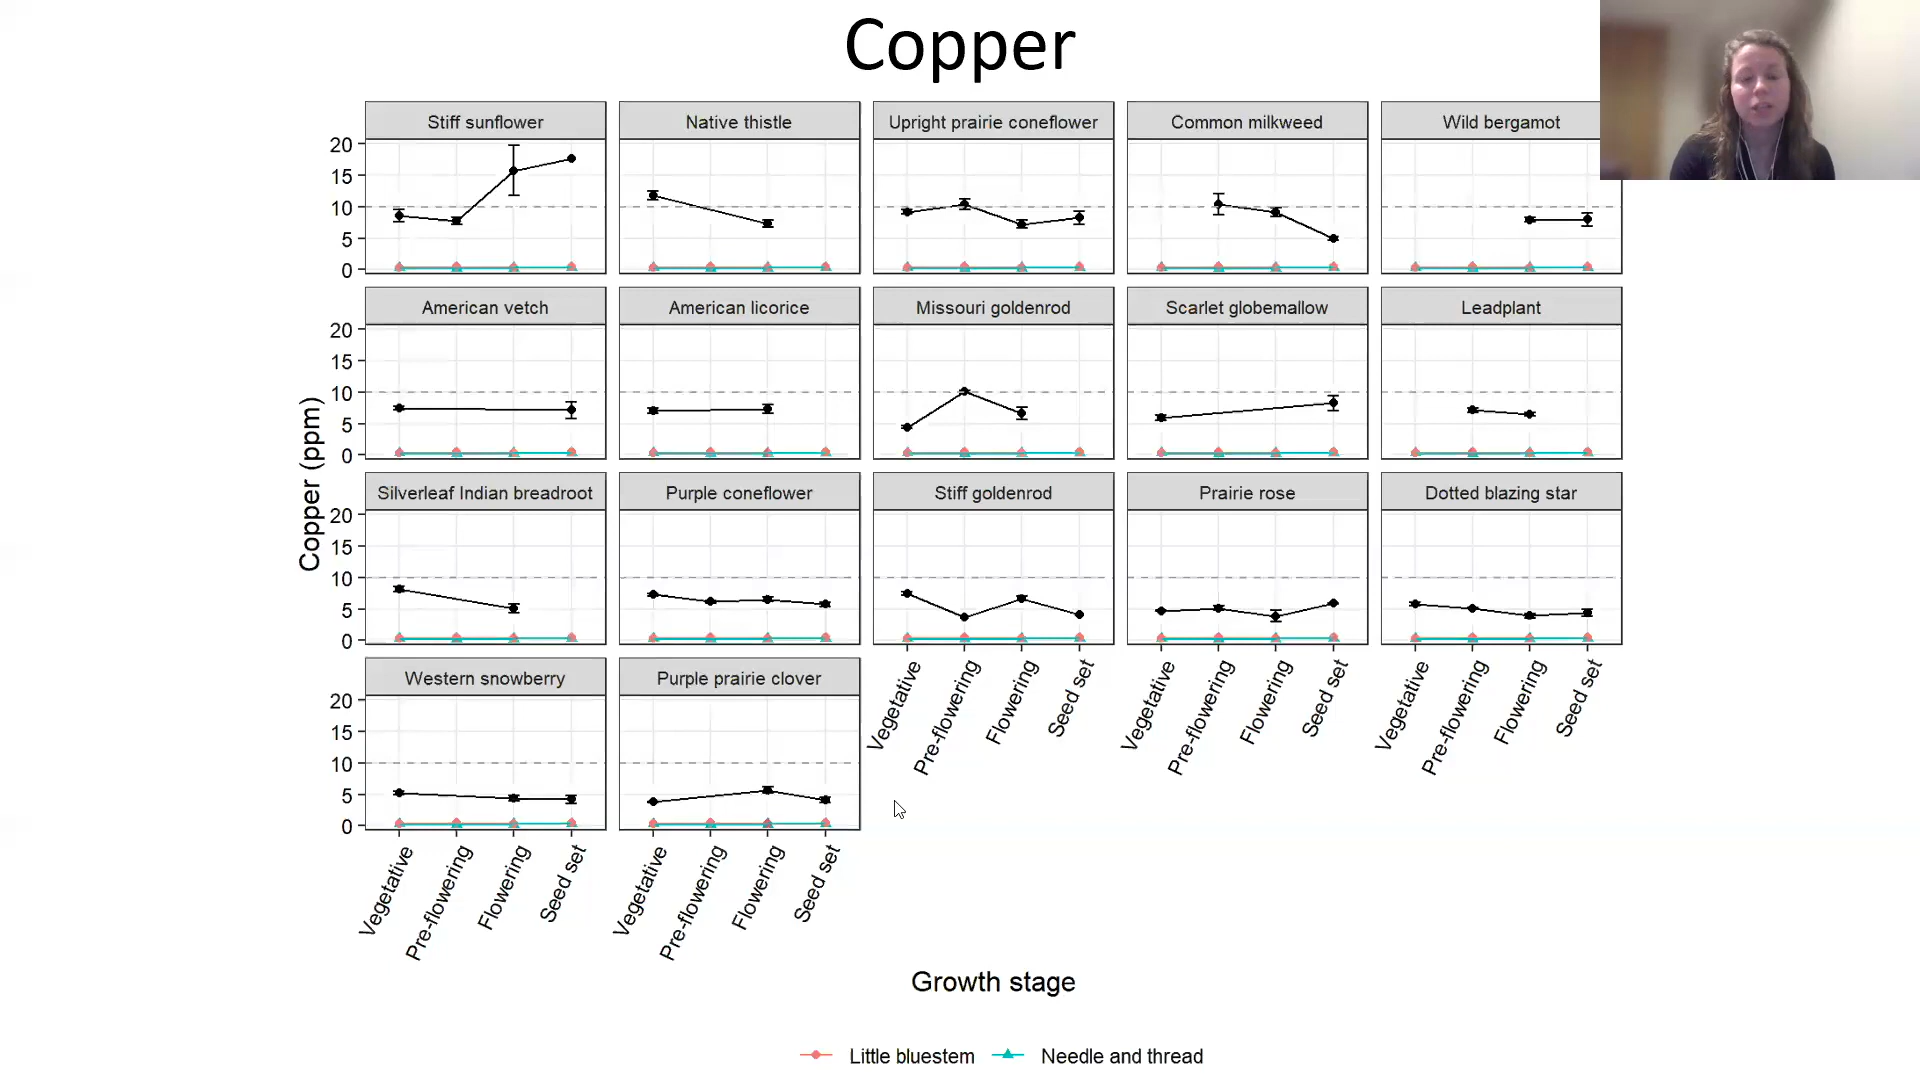 Copper
Stiff sunflower
Native thistle
Upright prairie coneflower
Common milkweed
Wild bergamot
20
15
10
5
0
American vetch
American licorice
Missouri goldenrod
Scarlet globemallow
Leadplant
20
15
10
5
0
Copper (ppm)
Silverleaf Indian breadroot
Purple coneflower
Stiff goldenrod
Prairie rose
Dotted blazing star
20
15
10
5
0
Western snowberry
Purple prairie clover
20
15
10
5
0
Vegetative
Pre-flowering
Flowering
Seed set
Vegetative
Pre-flowering
Flowering
Seed set
Vegetative
Pre-flowering
Flowering
Seed set
Vegetative
Pre-flowering
Flowering
Seed set
Vegetative
Pre-flowering
Flowering
Seed set
Growth stage
Little bluestem
Needle and thread